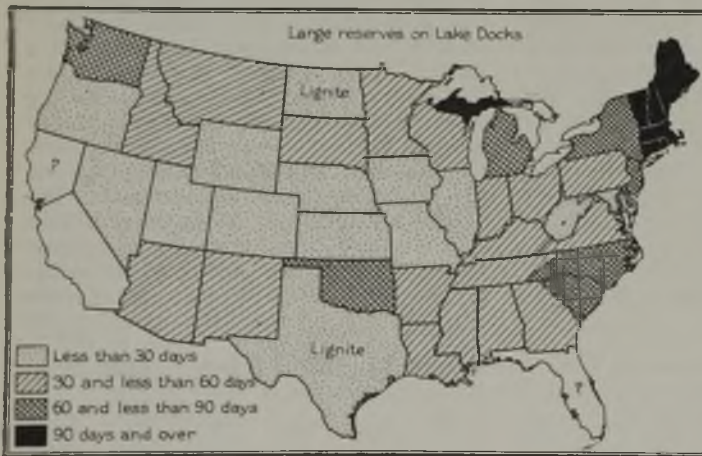 Large reserves on Lake Docks
Lignite
?
Lignite
?
Less than 30 days
30 and less than 60 days
60 and less than 90 days
90 days and over